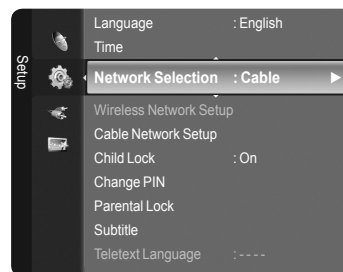 Setup
Language : English
Time
Network Selection : Cable
Wireless Network Setup
Cable Network Setup
Child Lock : On
Change PIN
Parental Lock
Subtitle
Teletext Language : - - - -